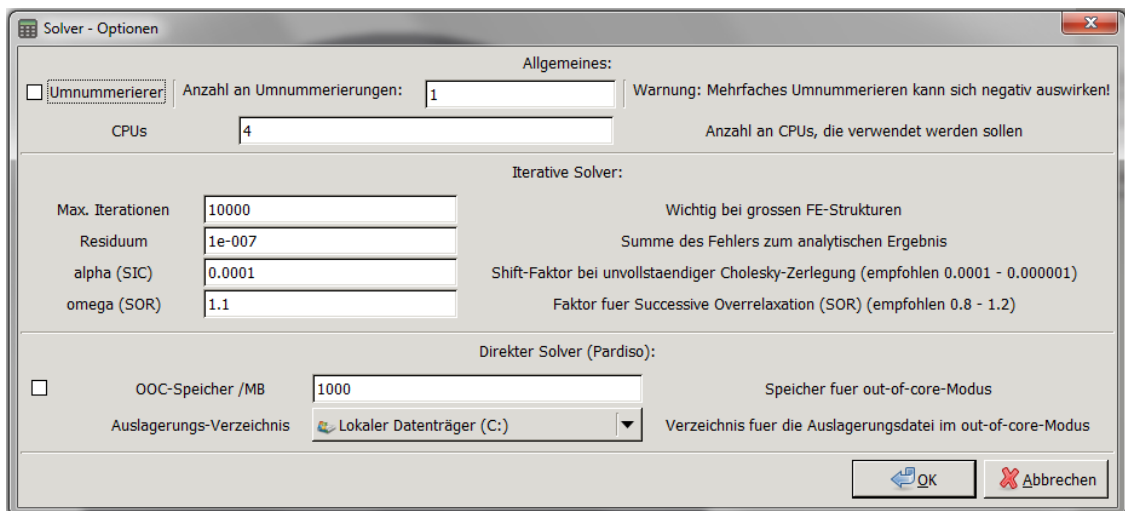 Solver - Optionen
Allgemeines:
Umnummerierer Anzahl an Umnummerierungen: 1 Warnung: Mehrfaches Umnummerieren kann sich negativ auswirken!
CPUs 4 Anzahl an CPUs, die verwendet werden sollen
Iterative Solver:
Max. Iterationen 10000 Wichtig bei grossen FE-Strukturen
Residuum 1e-007 Summe des Fehlers zum analytischen Ergebnis
alpha (SIC) 0.0001 Shift-Faktor bei unvollstaendiger Cholesky-Zerlegung (empfohlen 0.0001 - 0.000001)
omega (SOR) 1.1 Faktor fuer Successive Overrelaxation (SOR) (empfohlen 0.8 - 1.2)
Direkter Solver (Pardiso):
OOC-Speicher /MB 1000 Speicher fuer out-of-core-Modus
Auslagerungs-Verzeichnis Lokaler Datenträger (C:) Verzeichnis fuer die Auslagerungsdatei im out-of-core-Modus
OK Abbrechen